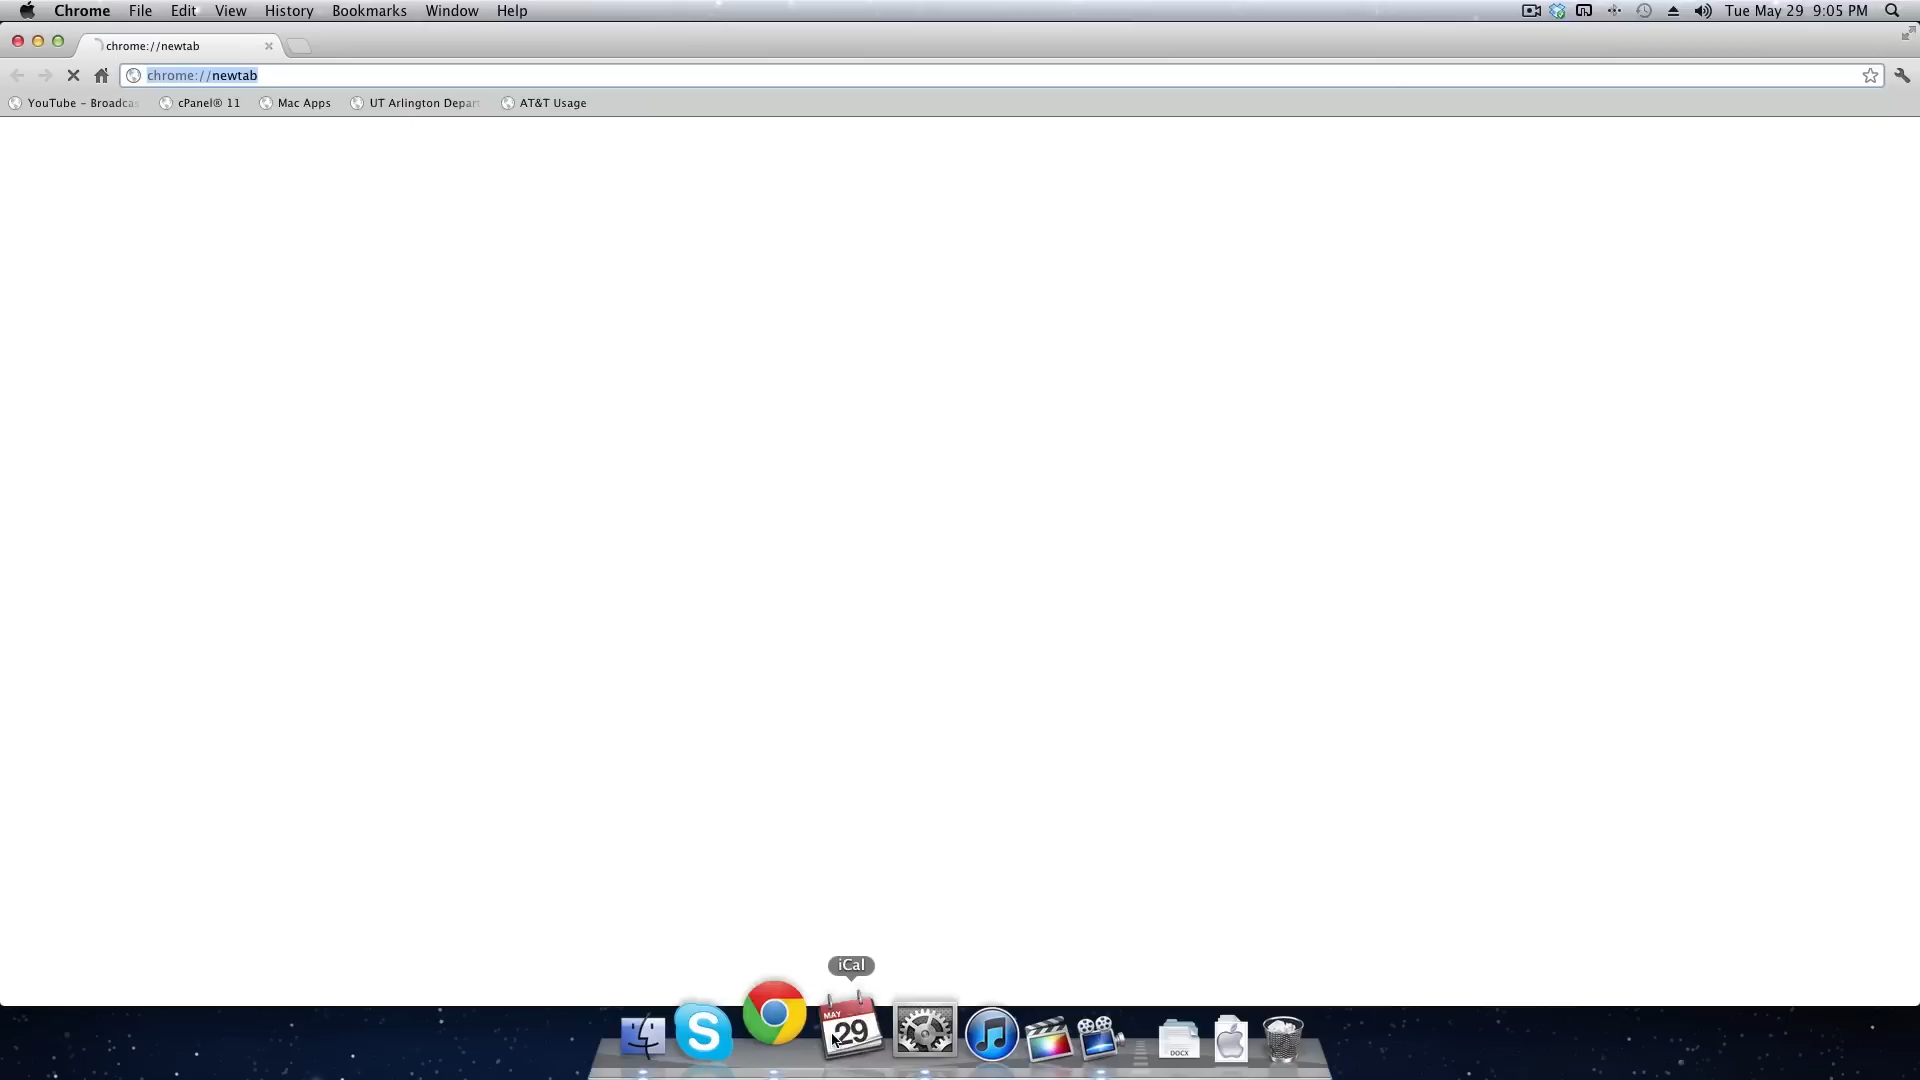 Chrome File Edit View History Bookmarks Window Help Tue May 29 9:05 PM
chrome://newtab
chrome://newtab
YouTube - Broadcas cPanel® 11 Mac Apps UT Arlington Depar AT&T Usage
iCal
MAY
29
S
DOCX